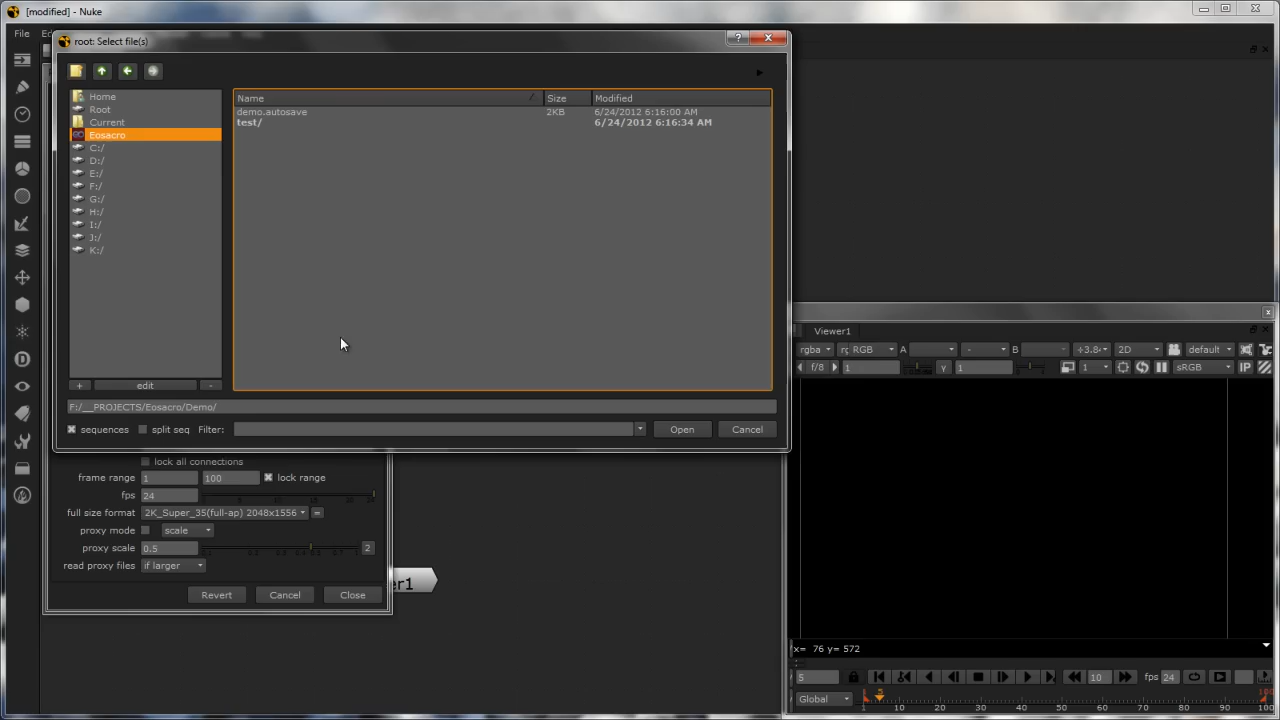 [modified] - Nuke
File
root: Select file(s)
Name Size Modified
Home
Root
Current
Eosacro
C:/
D:/
E:/
F:/
G:/
H:/
I:/
J:/
K:/
demo.autosave 2KB 6/24/2012 6:16:00 AM
test/ 6/24/2012 6:16:34 AM
+ edit -
F:/__PROJECTS/Eosacro/Demo/
sequences split seq Filter:
Open Cancel
lock all connections
frame range 1 100 lock range
fps 24
full size format 2K_Super_35(full-ap) 2048x1556 =
proxy mode scale
proxy scale 0.5 2
read proxy files if larger
Revert Cancel Close
er1
Viewer1
rgba RGB A - B 2D default
f/8 1 γ 1 1 sRGB IP
x= 76 y= 572
5 10 fps 24
Global 1 5 10 20 30 40 50 60 70 80 90 100